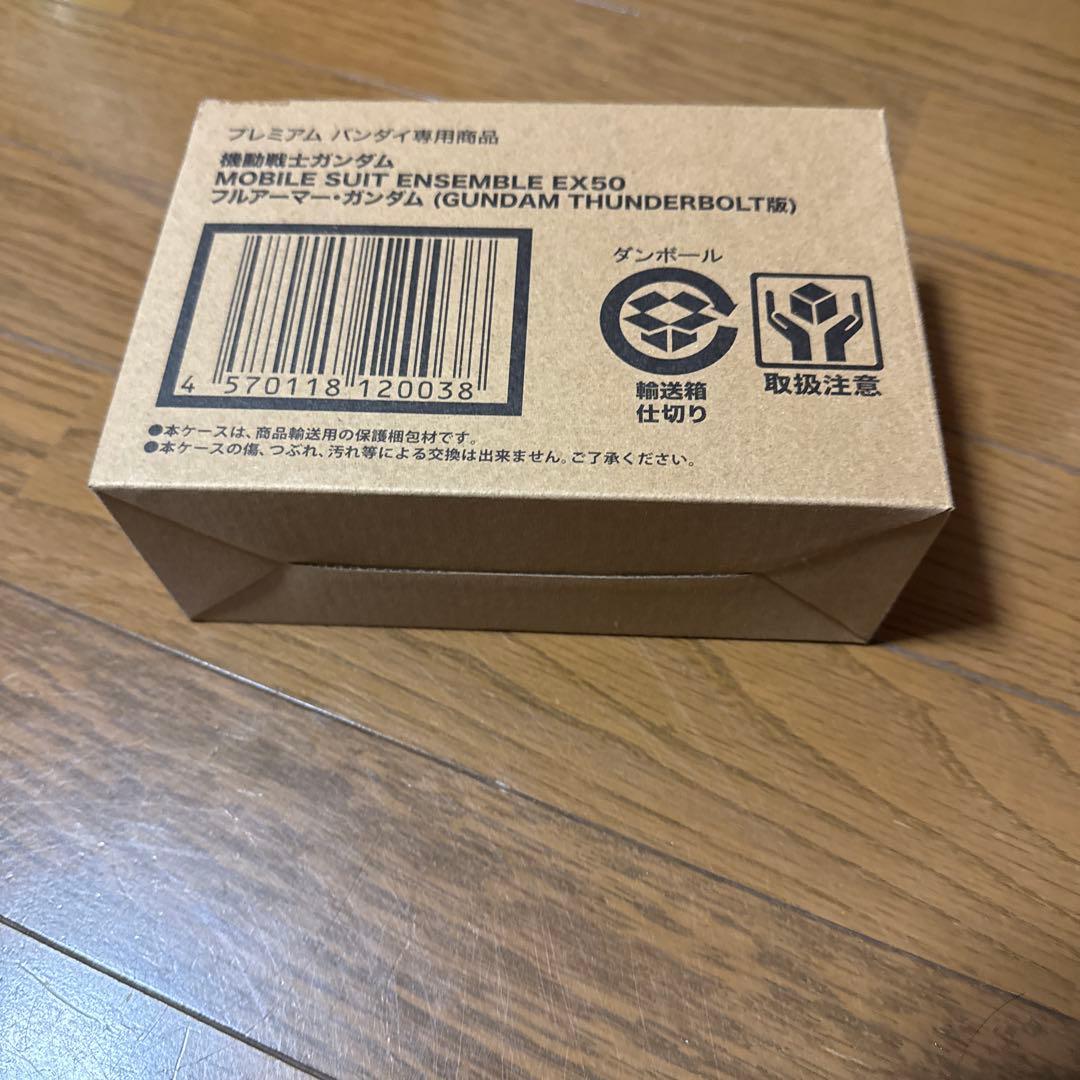 プレミアム バンダイ専用商品
機動戦士ガンダム
MOBILE SUIT ENSEMBLE EX50
フルアーマー・ガンダム (GUNDAM THUNDERBOLT版)
4 570118 120038
ダンボール
輸送箱
仕切り
取扱注意
●本ケースは、商品輸送用の保護梱包材です。
●本ケースの傷、つぶれ、汚れ等による交換は出来ません。ご了承ください。